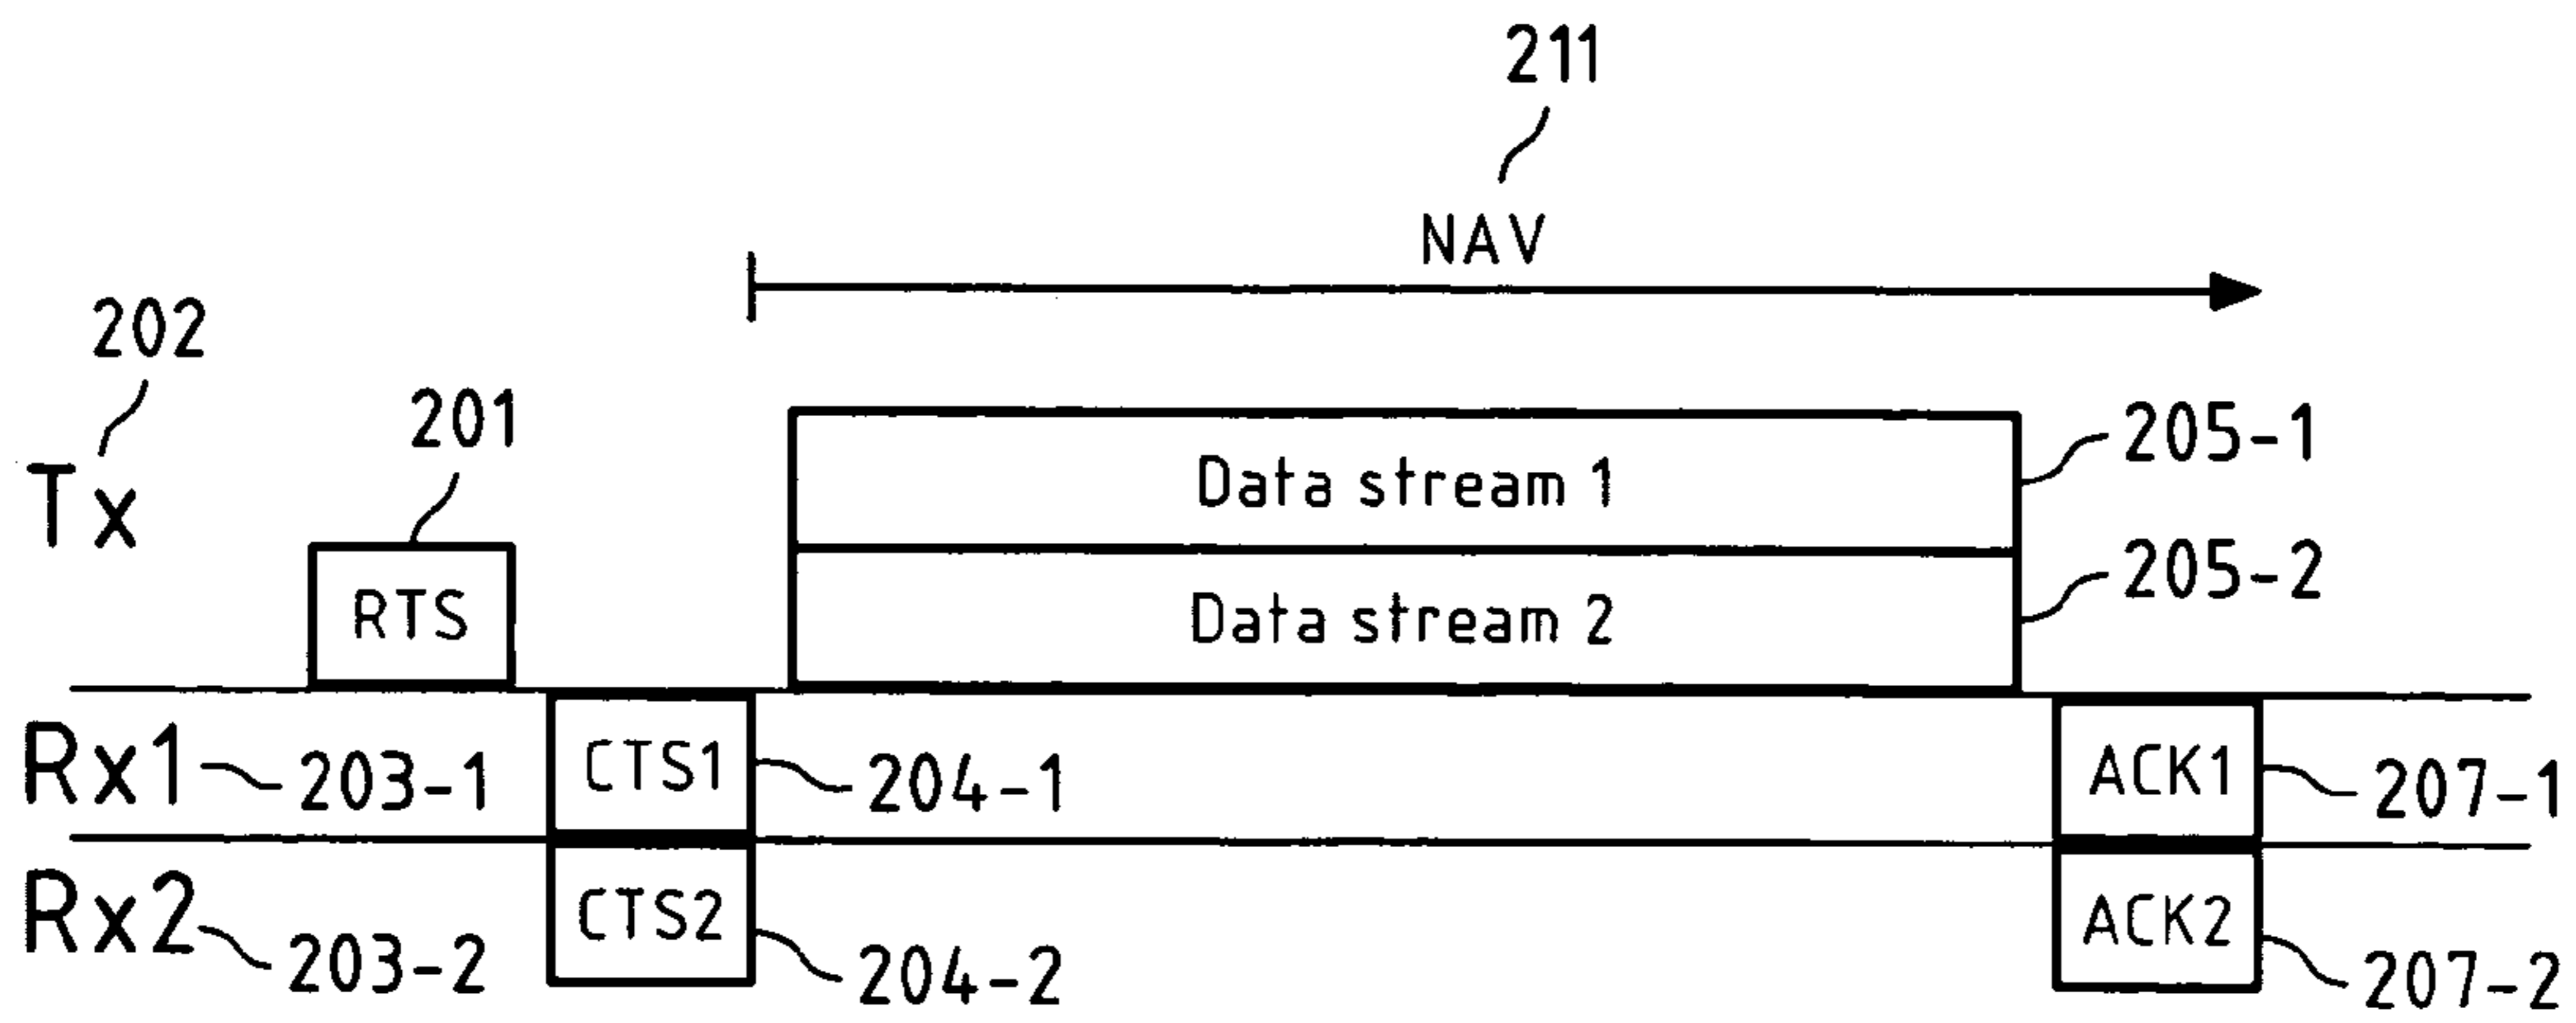 211
NAV
202
201
205-1
Tx
Data stream 1
205-2
RTS
Data stream 2
Rx1
203-1
CTS1
204-1
ACK1
207-1
Rx2
203-2
CTS2
204-2
ACK2
207-2